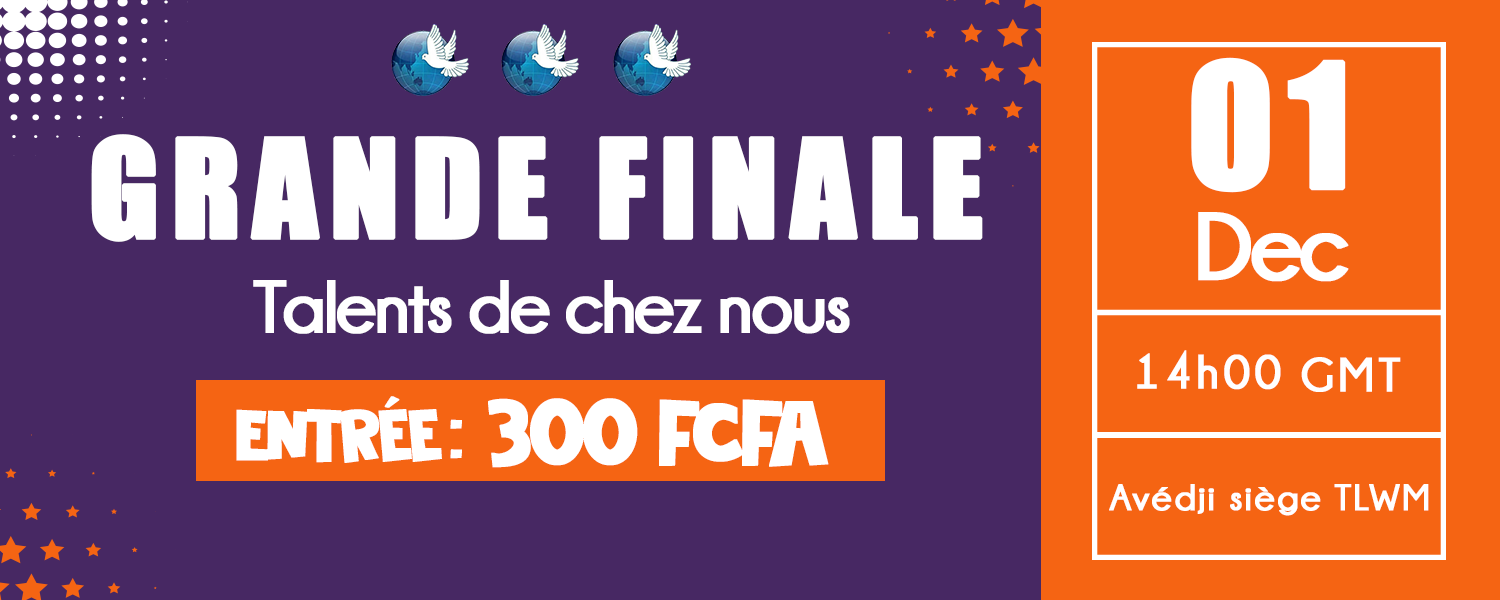 GRANDE FINALE
Talents de chez nous
ENTRÉE: 300 FCFA
01
Dec
14h00 GMT
Avédji siège TLWM